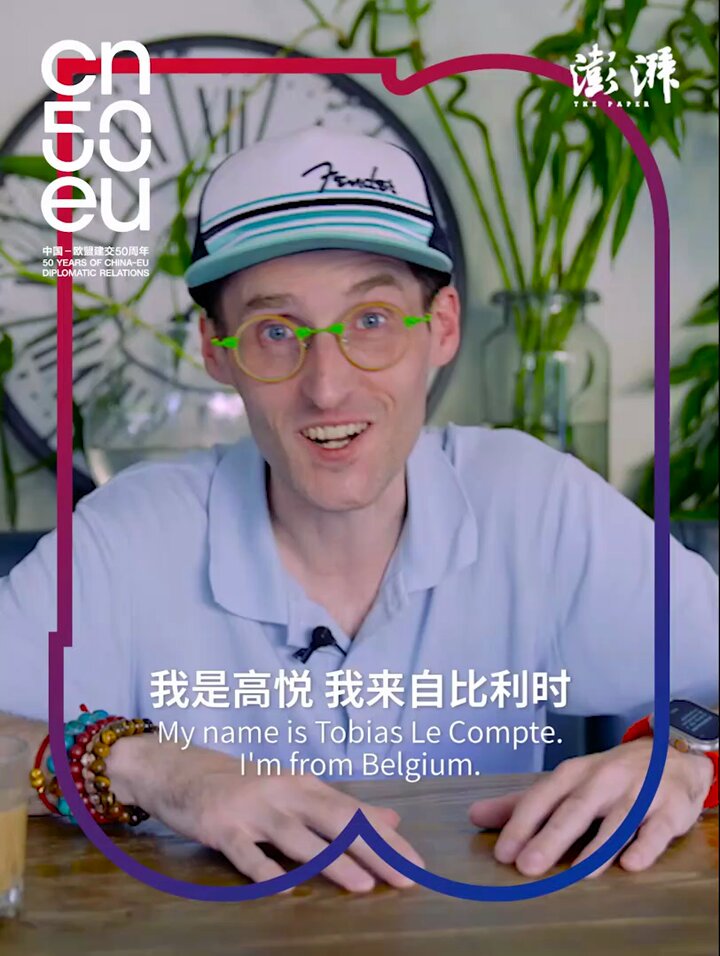 cn
50
eu
中国－欧盟建交50周年
50 YEARS OF CHINA-EU
DIPLOMATIC RELATIONS
澎湃
THE PAPER
Fender
我是高悦 我来自比利时
My name is Tobias Le Compte.
I'm from Belgium.